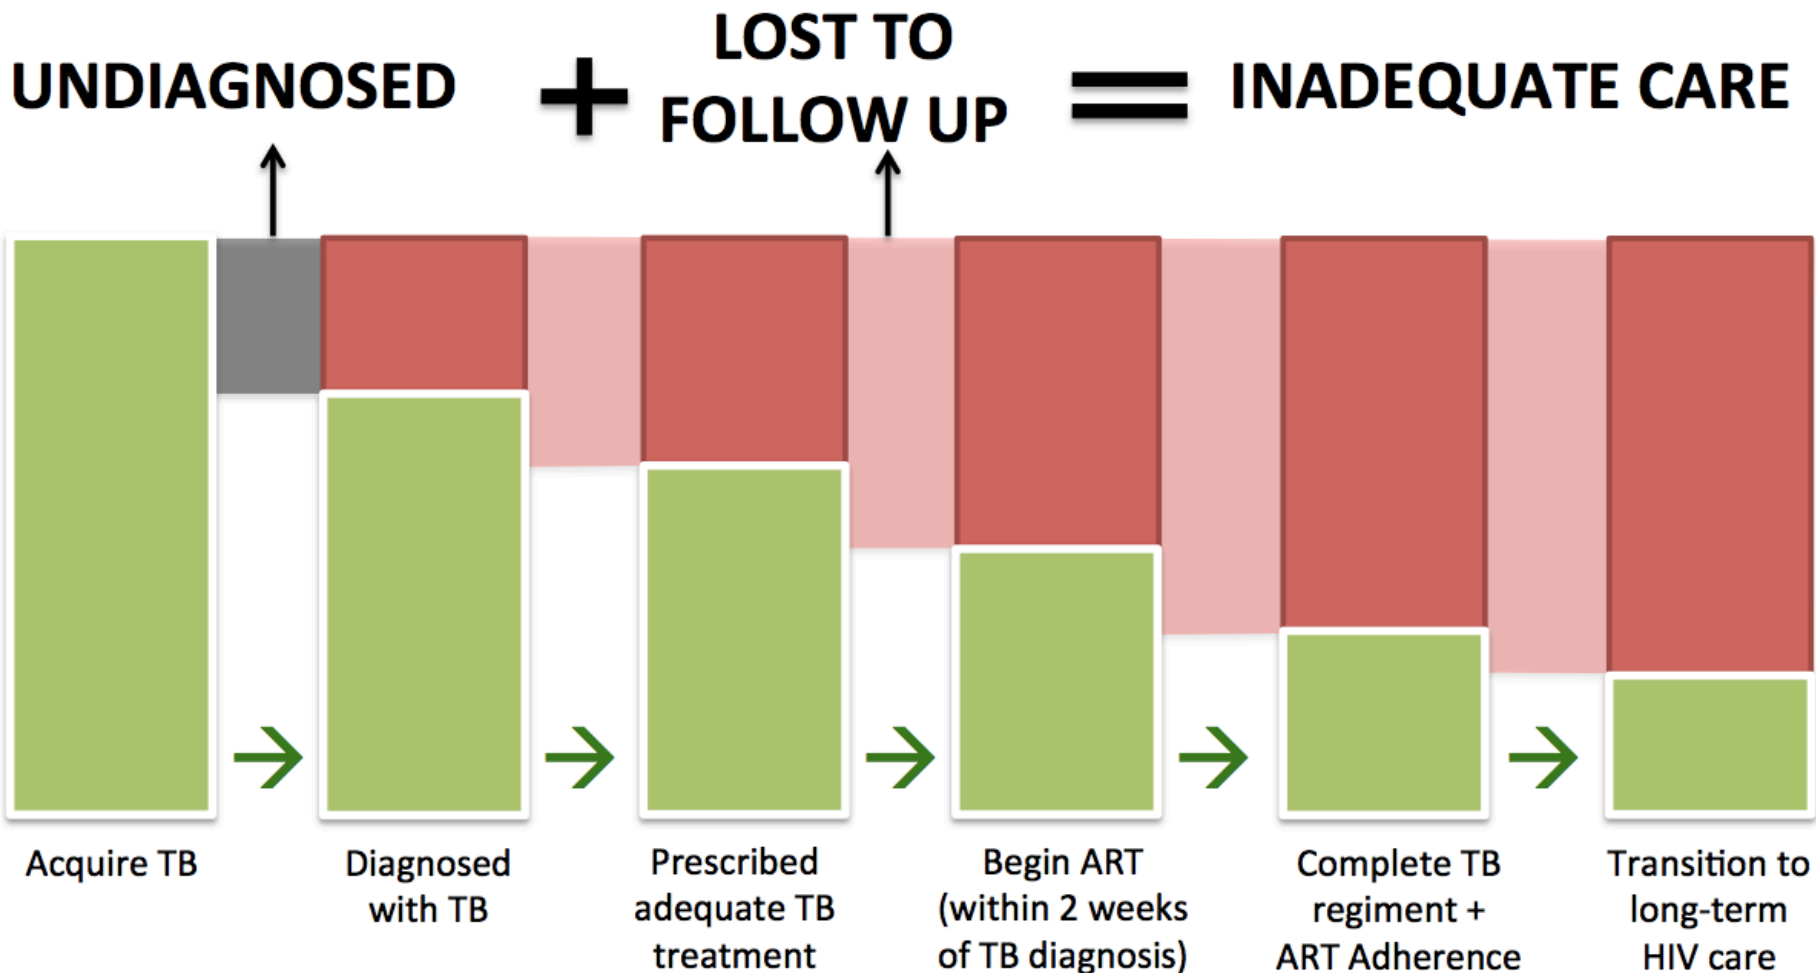 UNDIAGNOSED + LOST TO FOLLOW UP = INADEQUATE CARE
Acquire TB
Diagnosed
with TB
Prescribed
adequate TB
treatment
Begin ART
(within 2 weeks
of TB diagnosis)
Complete TB
regiment +
ART Adherence
Transition to
long-term
HIV care